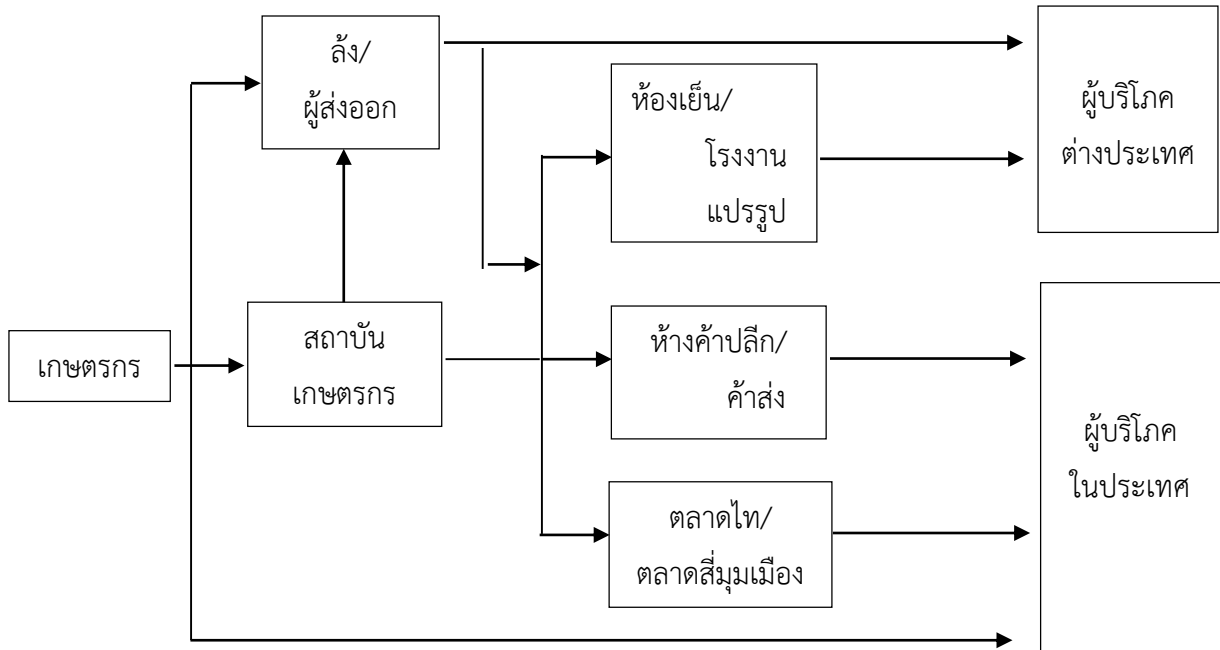 ล้ง/
ผู้ส่งออก
ห้องเย็น/
โรงงาน
แปรรูป
ผู้บริโภค
ต่างประเทศ
เกษตรกร
สถาบัน
เกษตรกร
ห้างค้าปลีก/
ค้าส่ง
ผู้บริโภค
ในประเทศ
ตลาดไท/
ตลาดสี่มุมเมือง